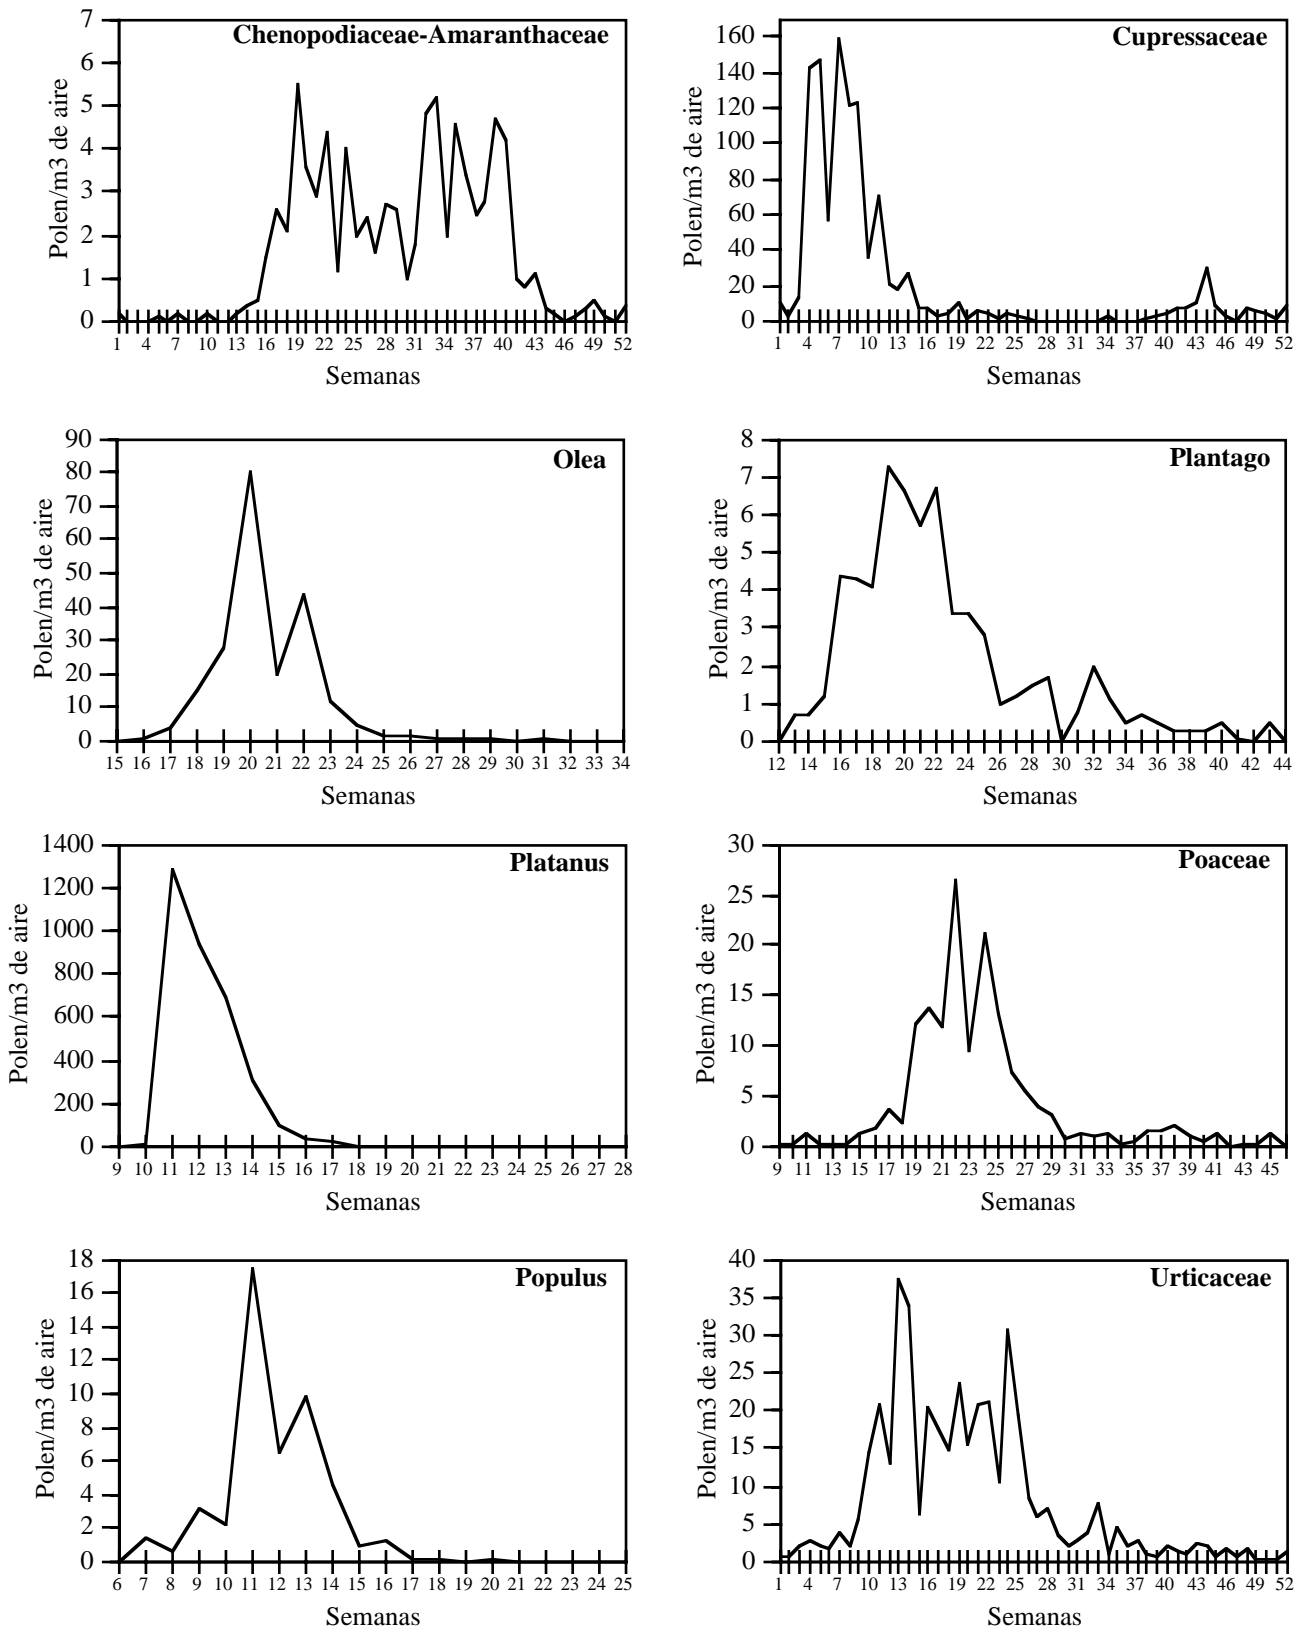 Chenopodiaceae-Amaranthaceae
Polen/m3 de aire
7
6
5
4
3
2
1
0
1 4 7 10 13 16 19 22 25 28 31 34 37 40 43 46 49 52
Semanas
Cupressaceae
Polen/m3 de aire
160
140
120
100
80
60
40
20
0
1 4 7 10 13 16 19 22 25 28 31 34 37 40 43 46 49 52
Semanas
Olea
Polen/m3 de aire
90
80
70
60
50
40
30
20
10
0
15 16 17 18 19 20 21 22 23 24 25 26 27 28 29 30 31 32 33 34
Semanas
Plantago
Polen/m3 de aire
8
7
6
5
4
3
2
1
0
12 14 16 18 20 22 24 26 28 30 32 34 36 38 40 42 44
Semanas
Platanus
Polen/m3 de aire
1400
1200
1000
800
600
400
200
0
9 10 11 12 13 14 15 16 17 18 19 20 21 22 23 24 25 26 27 28
Semanas
Poaceae
Polen/m3 de aire
30
25
20
15
10
5
0
9 11 13 15 17 19 21 23 25 27 29 31 33 35 37 39 41 43 45
Semanas
Populus
Polen/m3 de aire
18
16
14
12
10
8
6
4
2
0
6 7 8 9 10 11 12 13 14 15 16 17 18 19 20 21 22 23 24 25
Semanas
Urticaceae
Polen/m3 de aire
40
35
30
25
20
15
10
5
0
1 4 7 10 13 16 19 22 25 28 31 34 37 40 43 46 49 52
Semanas